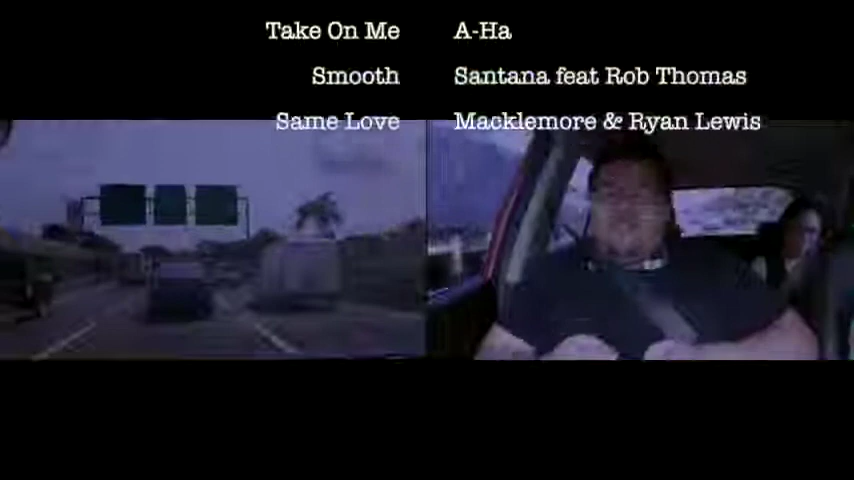 Take On Me A-Ha
Smooth Santana feat Rob Thomas
Same Love Macklemore & Ryan Lewis